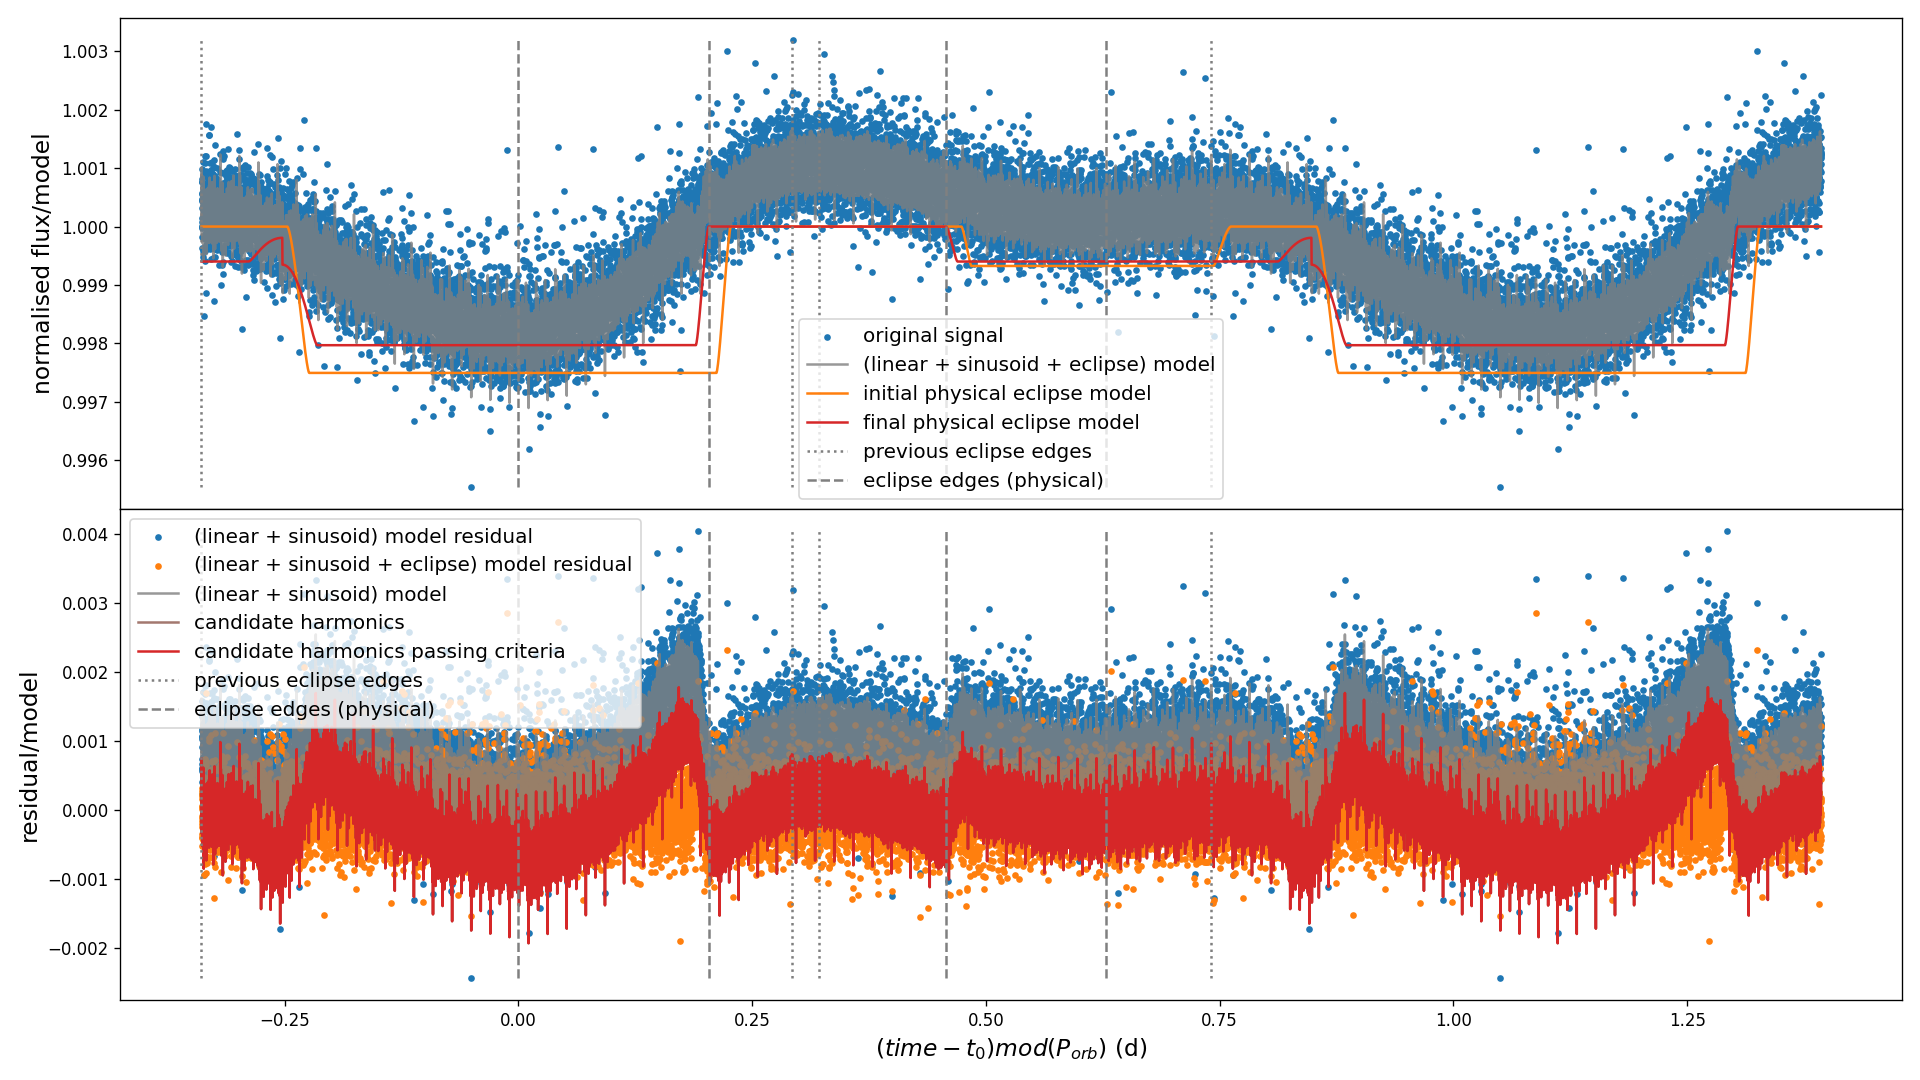 normalised flux/model
1.003
1.002
1.001
1.000
0.999
0.998
0.997
0.996
original signal
(linear + sinusoid + eclipse) model
initial physical eclipse model
final physical eclipse model
previous eclipse edges
eclipse edges (physical)
residual/model
0.004
0.003
0.002
0.001
0.000
−0.001
−0.002
(linear + sinusoid) model residual
(linear + sinusoid + eclipse) model residual
(linear + sinusoid) model
candidate harmonics
candidate harmonics passing criteria
previous eclipse edges
eclipse edges (physical)
−0.25 0.00 0.25 0.50 0.75 1.00 1.25
(time − t₀)mod(P_orb) (d)